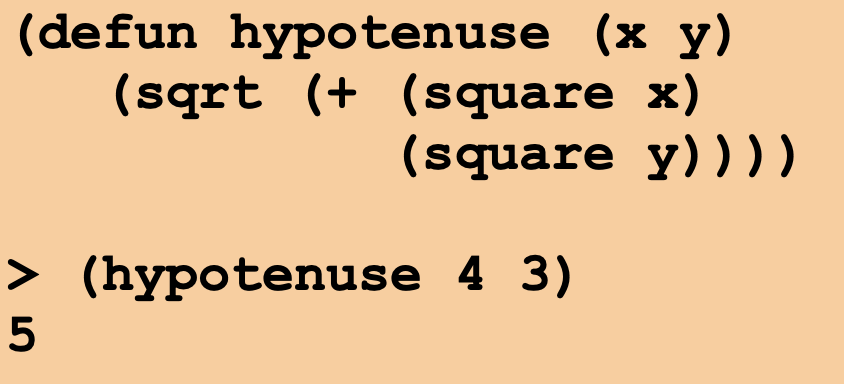 (defun hypotenuse (x y)
(sqrt (+ (square x)
(square y))))
> (hypotenuse 4 3)
5